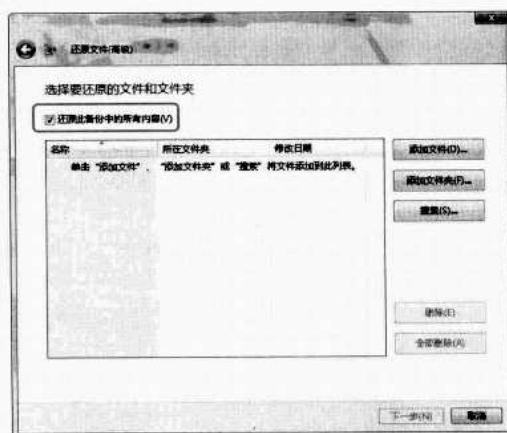 还原文件(高级)
选择要还原的文件和文件夹
还原此备份中的所有内容(V)
名称 所在文件夹 修改日期
单击 “添加文件”、 “添加文件夹” 或 “搜索” 将文件添加到此列表。
添加文件(D)...
添加文件夹(F)...
搜索(S)...
删除(E)
全部删除(A)
下一步(N) 取消